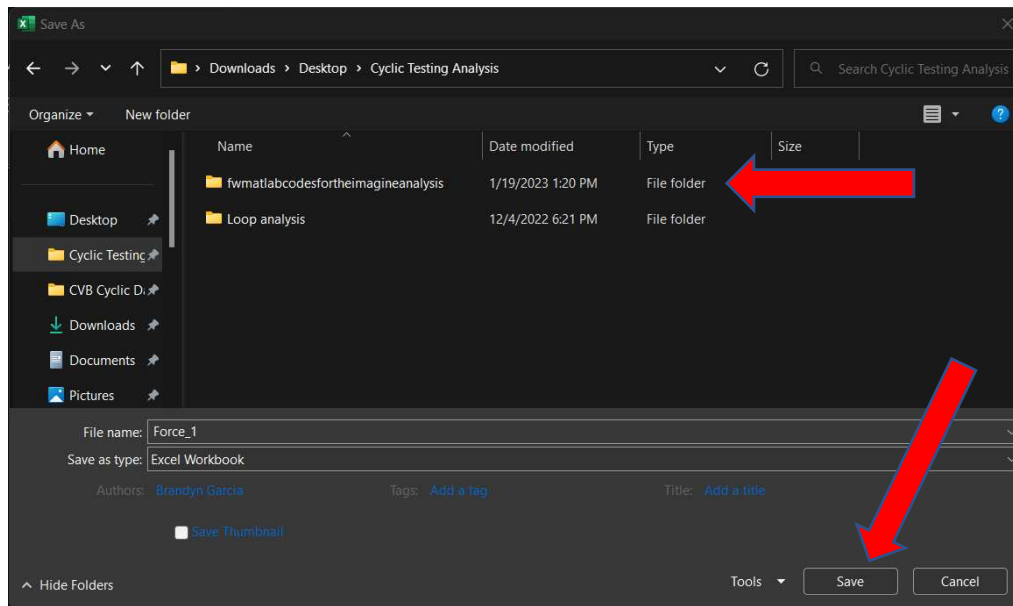 Save As
Downloads > Desktop > Cyclic Testing Analysis
Search Cyclic Testing Analysis
Organize
New folder
Name Date modified Type Size
Home
fwmatlabcodesfortheimagineanalysis 1/19/2023 1:20 PM File folder
Desktop
Loop analysis 12/4/2022 6:21 PM File folder
Cyclic Testing
CVB Cyclic D
Downloads
Documents
Pictures
File name: Force_1
Save as type: Excel Workbook
Authors: Brandyn Garcia Tags: Add a tag Title: Add a title
Save Thumbnail
Hide Folders Tools Save Cancel